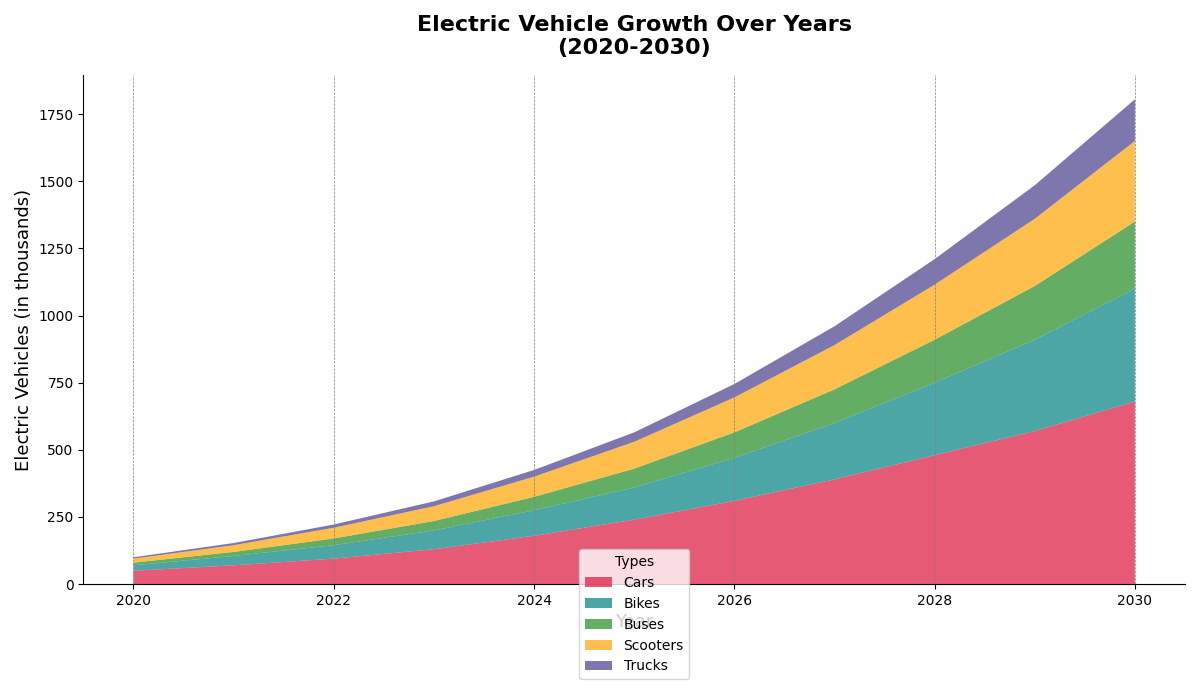 Electric Vehicle Growth Over Years
(2020-2030)
Electric Vehicles (in thousands)
1750
1500
1250
1000
750
500
250
0
2020 2022 2024 2026 2028 2030
Year
Types
Cars
Bikes
Buses
Scooters
Trucks